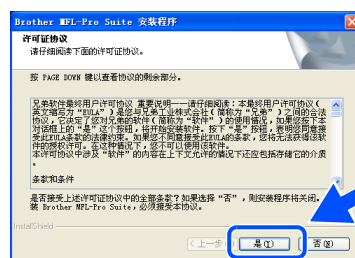 Brother MFL-Pro Suite 安装程序
许可证协议
请仔细阅读下面的许可证协议。
按 PAGE DOWN 键以查看协议的剩余部分。
兄弟软件最终用户许可协议 重要说明——请仔细阅读：本最终用户许可协议（
英文缩写为“EULA”）是您与兄弟工业株式会社（简称为“兄弟”）之间的合法
协议，它决定了您对兄弟的软件（简称为“软件”）的使用情况，如果您按下本
对话框上的“是”这个按钮，将开始安装软件。按下“是”按钮，表明您同意接
受此EULA条款的法律约束。如果您不同意接受此EULA的条款，您将无法获得该软
件的授权许可。在这种情况下，您不可以使用该软件。
本许可协议中涉及“软件”的内容在上下文允许的情况下还应包括存储它的介质
。
条款和条件
是否接受上述许可证协议中的全部条款？如果选择“否”，则安装程序将关闭。
装 Brother MFL-Pro Suite，必须接受本协议。
InstallShield
< 上一步
是(Y)
否(N)